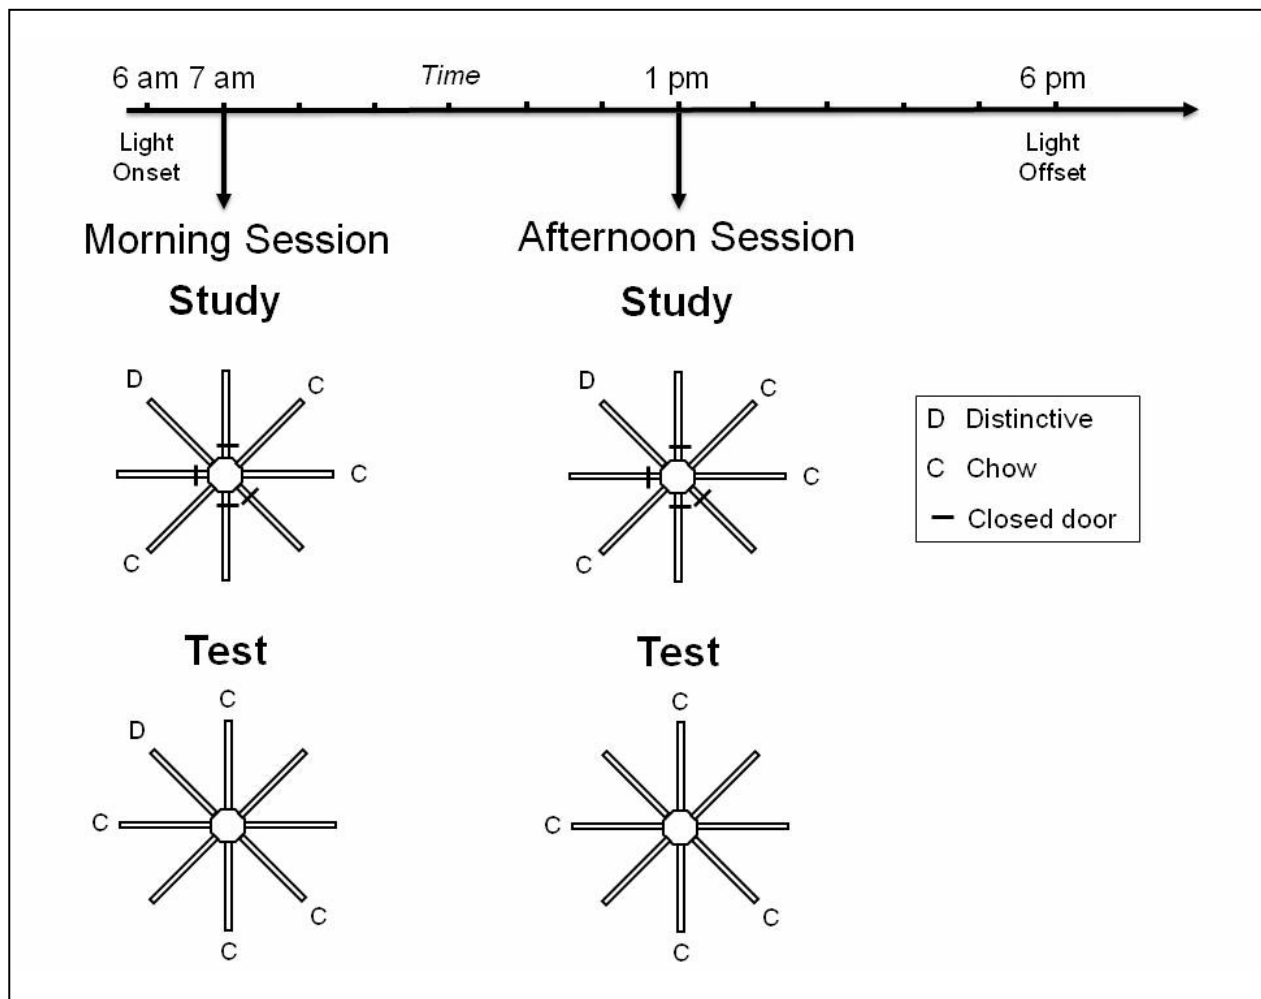 6 am 7 am Time 1 pm 6 pm
Light Onset
Light Offset
Morning Session
Afternoon Session
Study
Study
D
C
C
C
D
C
C
C
D Distinctive
C Chow
Closed door
Test
Test
C
D
C
C
C
C
C
C
C